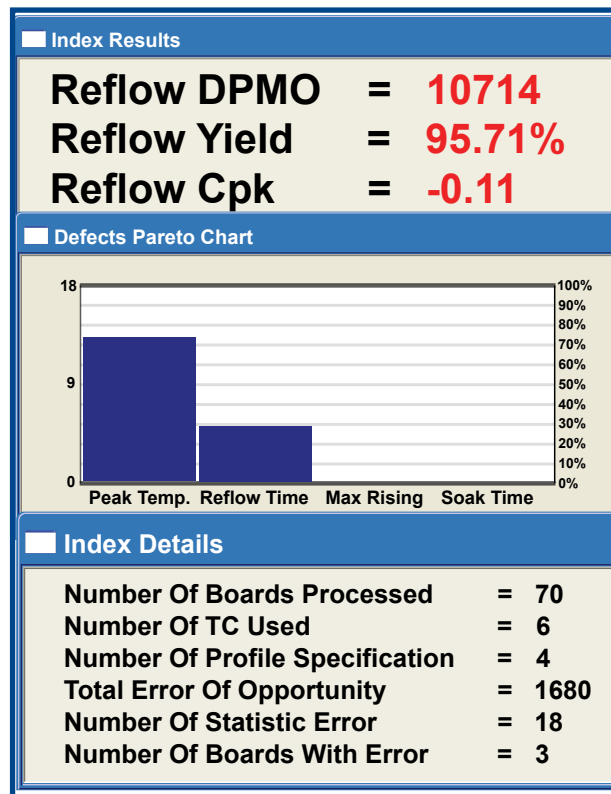 Index Results
Reflow DPMO = 10714
Reflow Yield = 95.71%
Reflow Cpk = -0.11
Defects Pareto Chart
18 100%
90%
80%
70%
60%
9 50%
40%
30%
20%
10%
0 0%
Peak Temp. Reflow Time Max Rising Soak Time
Index Details
Number Of Boards Processed = 70
Number Of TC Used = 6
Number Of Profile Specification = 4
Total Error Of Opportunity = 1680
Number Of Statistic Error = 18
Number Of Boards With Error = 3